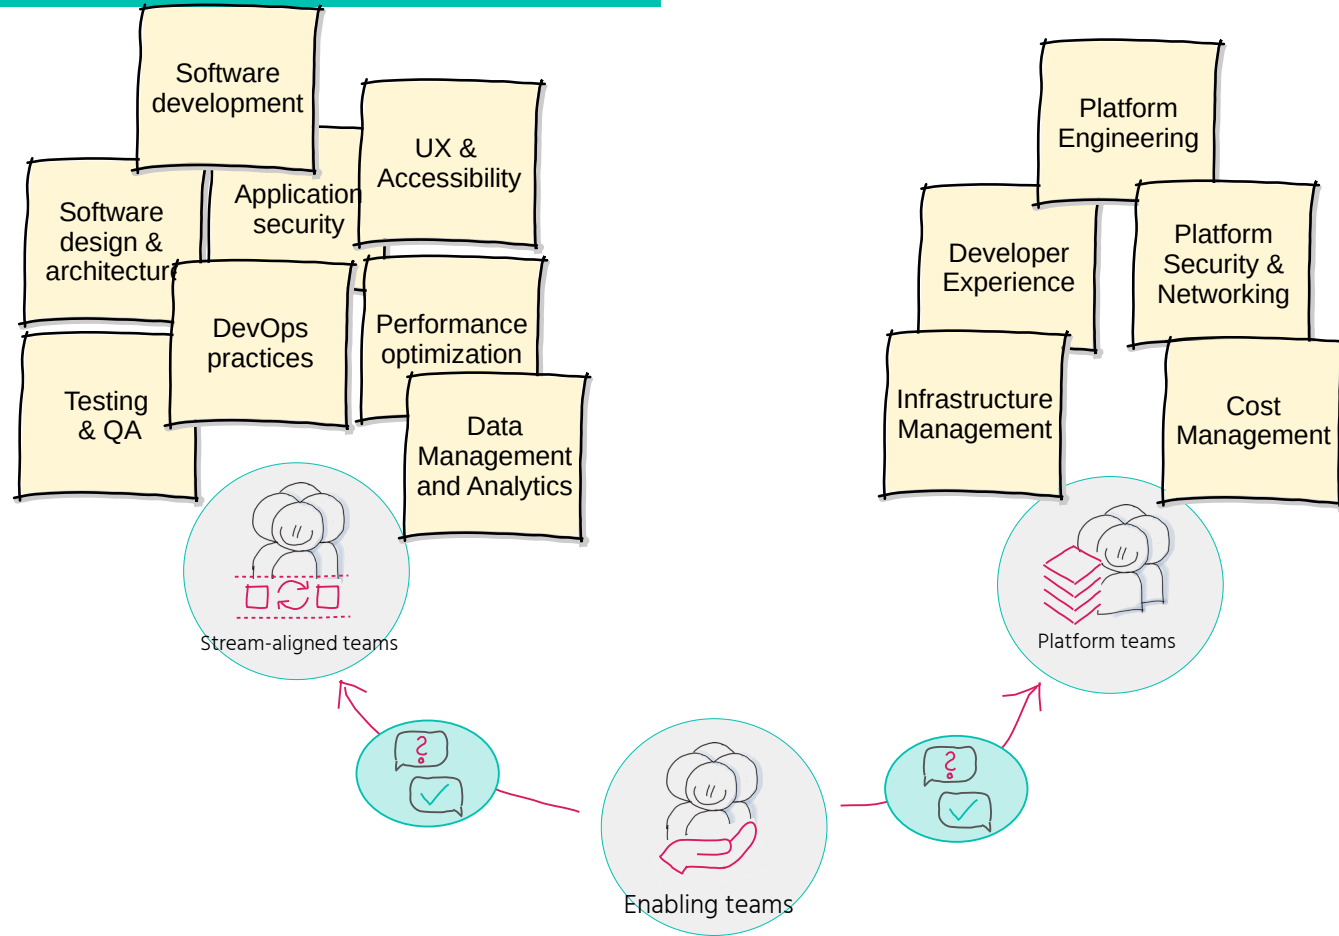 Software
development
UX &
Accessibility
Application
security
Software
design &
architecture
DevOps
practices
Performance
optimization
Testing
& QA
Data
Management
and Analytics
Stream-aligned teams
Platform
Engineering
Developer
Experience
Platform
Security &
Networking
Infrastructure
Management
Cost
Management
Platform teams
?
?
Enabling teams